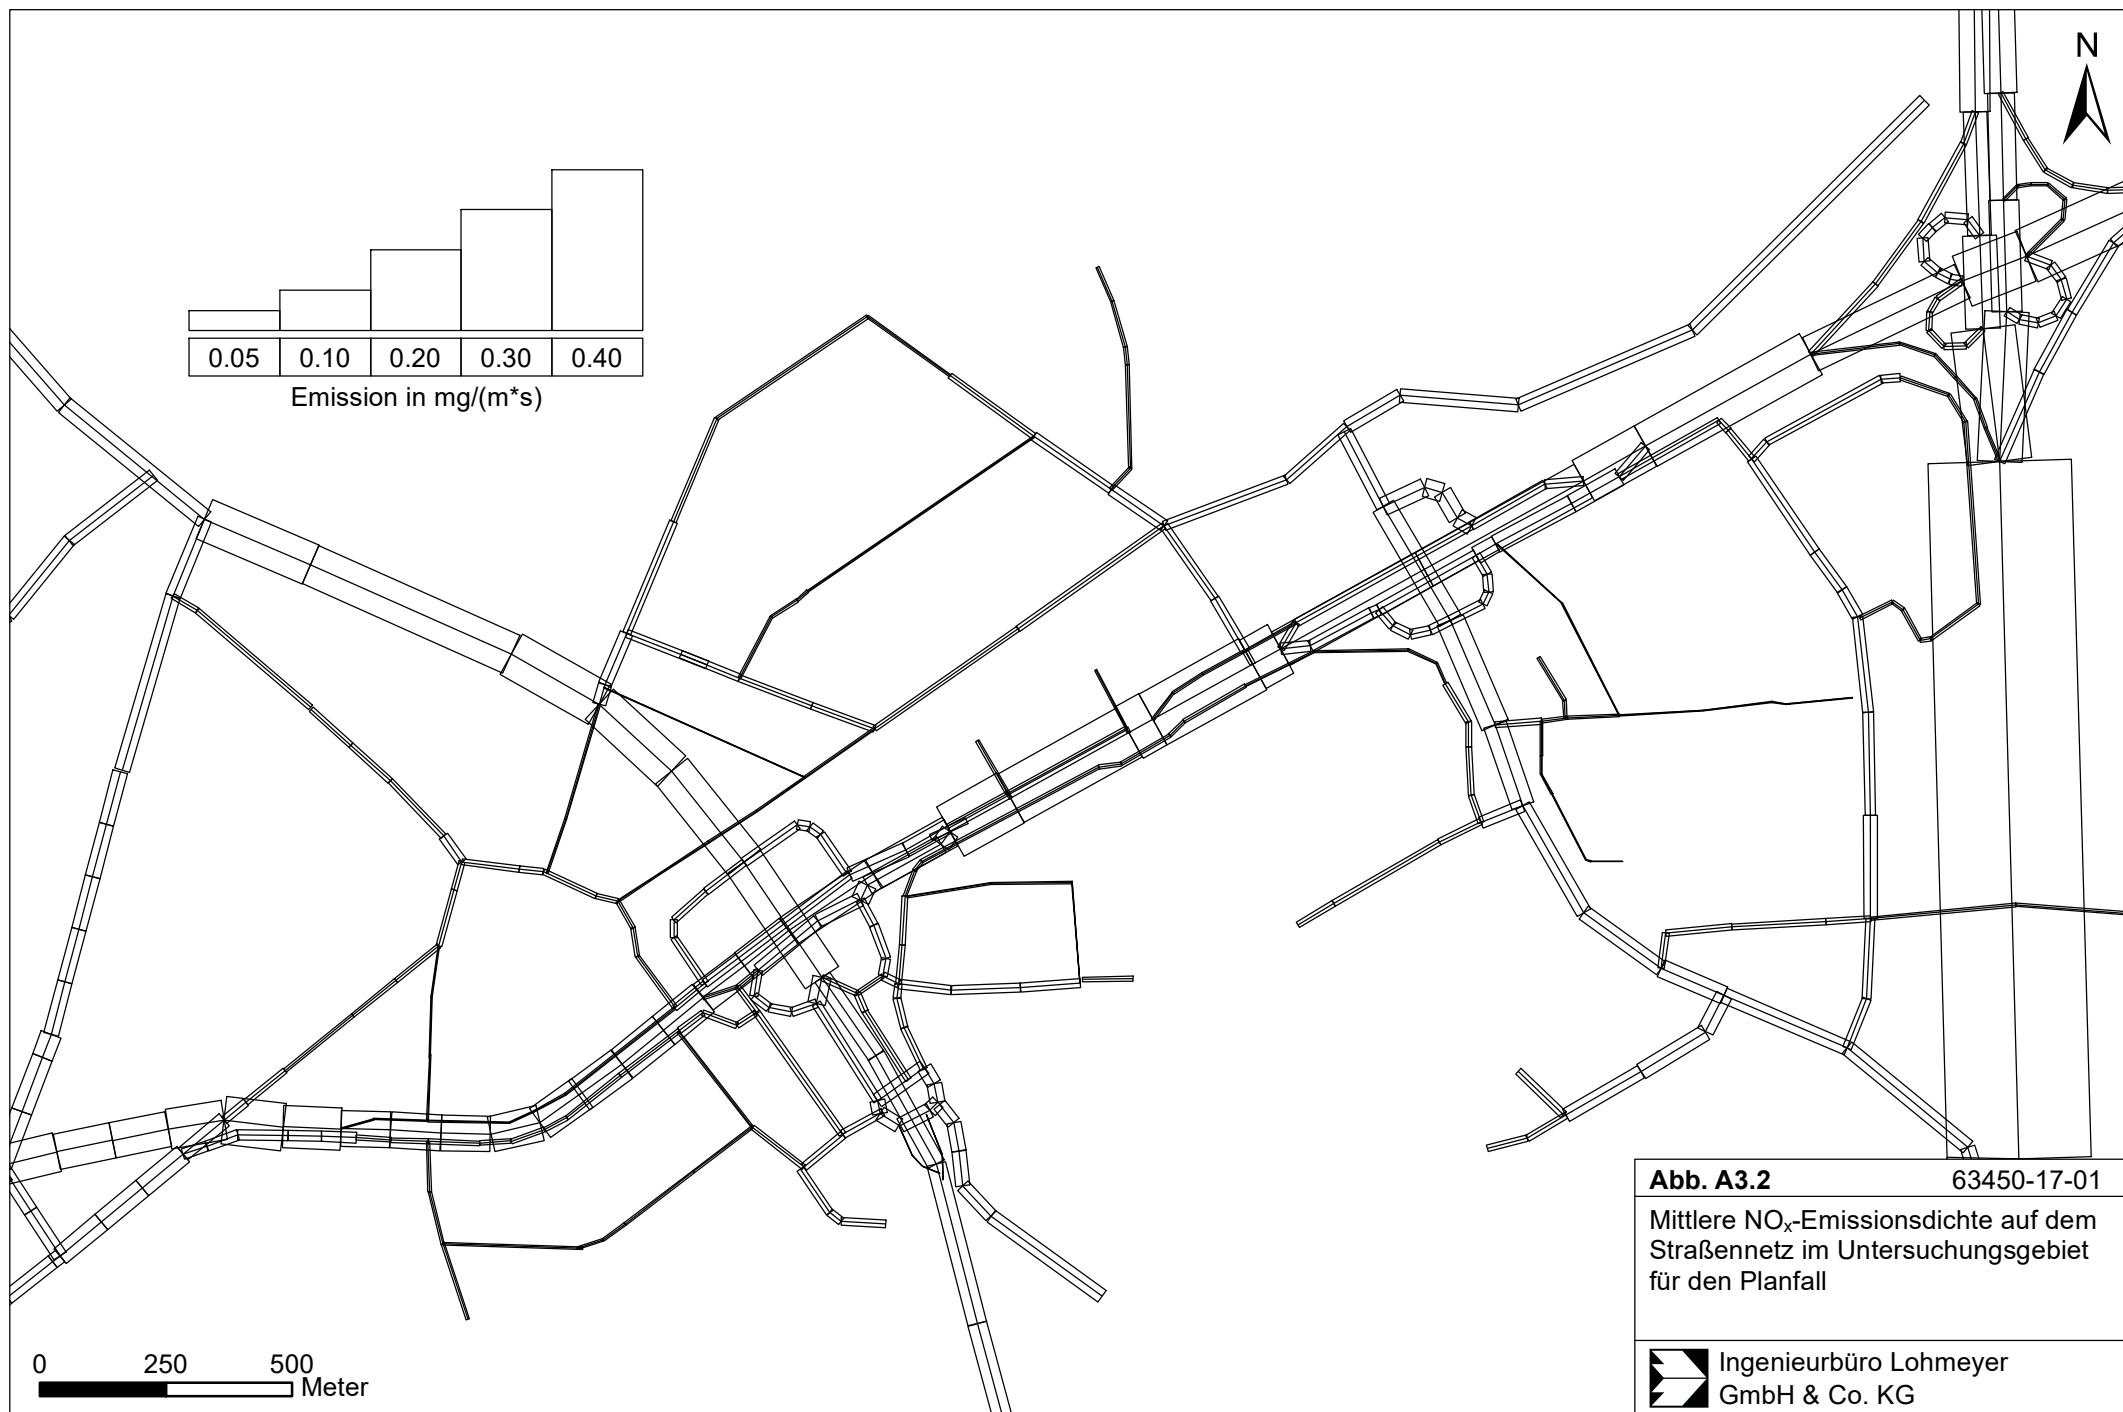 N
0.05 0.10 0.20 0.30 0.40
Emission in mg/(m*s)
0 250 500
Meter
Abb. A3.2 63450-17-01
Mittlere NOₓ-Emissionsdichte auf dem
Straßennetz im Untersuchungsgebiet
für den Planfall
Ingenieurbüro Lohmeyer
GmbH & Co. KG